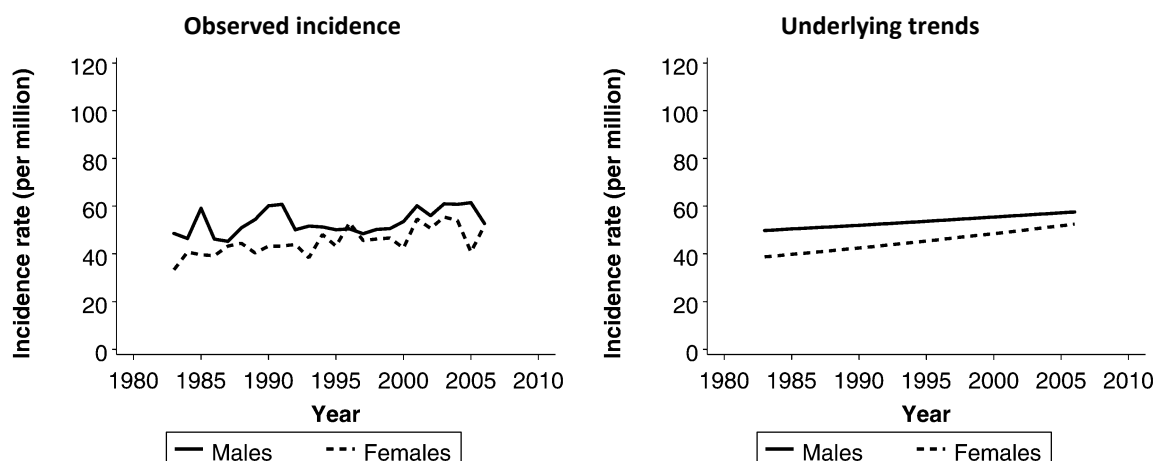 Observed incidence
Incidence rate (per million)
120
100
80
60
40
20
0
1980 1985 1990 1995 2000 2005 2010
Year
Males Females
Underlying trends
Incidence rate (per million)
120
100
80
60
40
20
0
1980 1985 1990 1995 2000 2005 2010
Year
Males Females